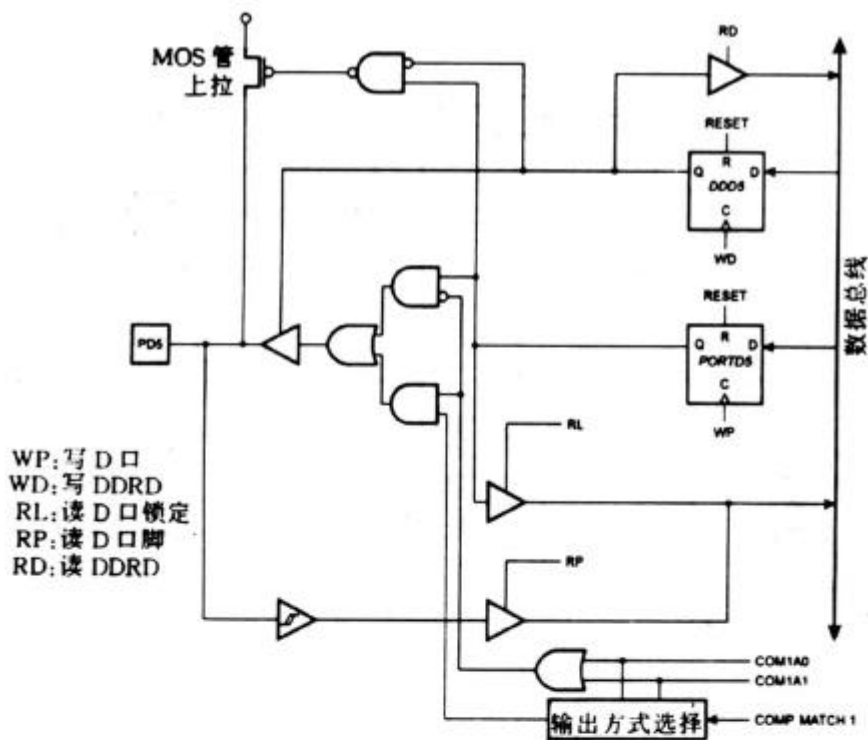 MOS 管
上拉
RD
RESET
R
Q
D
DDD5
C
WD
RESET
R
Q
D
PORTD5
C
WP
数据总线
PD5
RL
RP
WP:写 D 口
WD:写 DDRD
RL:读 D 口锁定
RP:读 D 口脚
RD:读 DDRD
COM1A0
COM1A1
输出方式选择
COMP MATCH 1